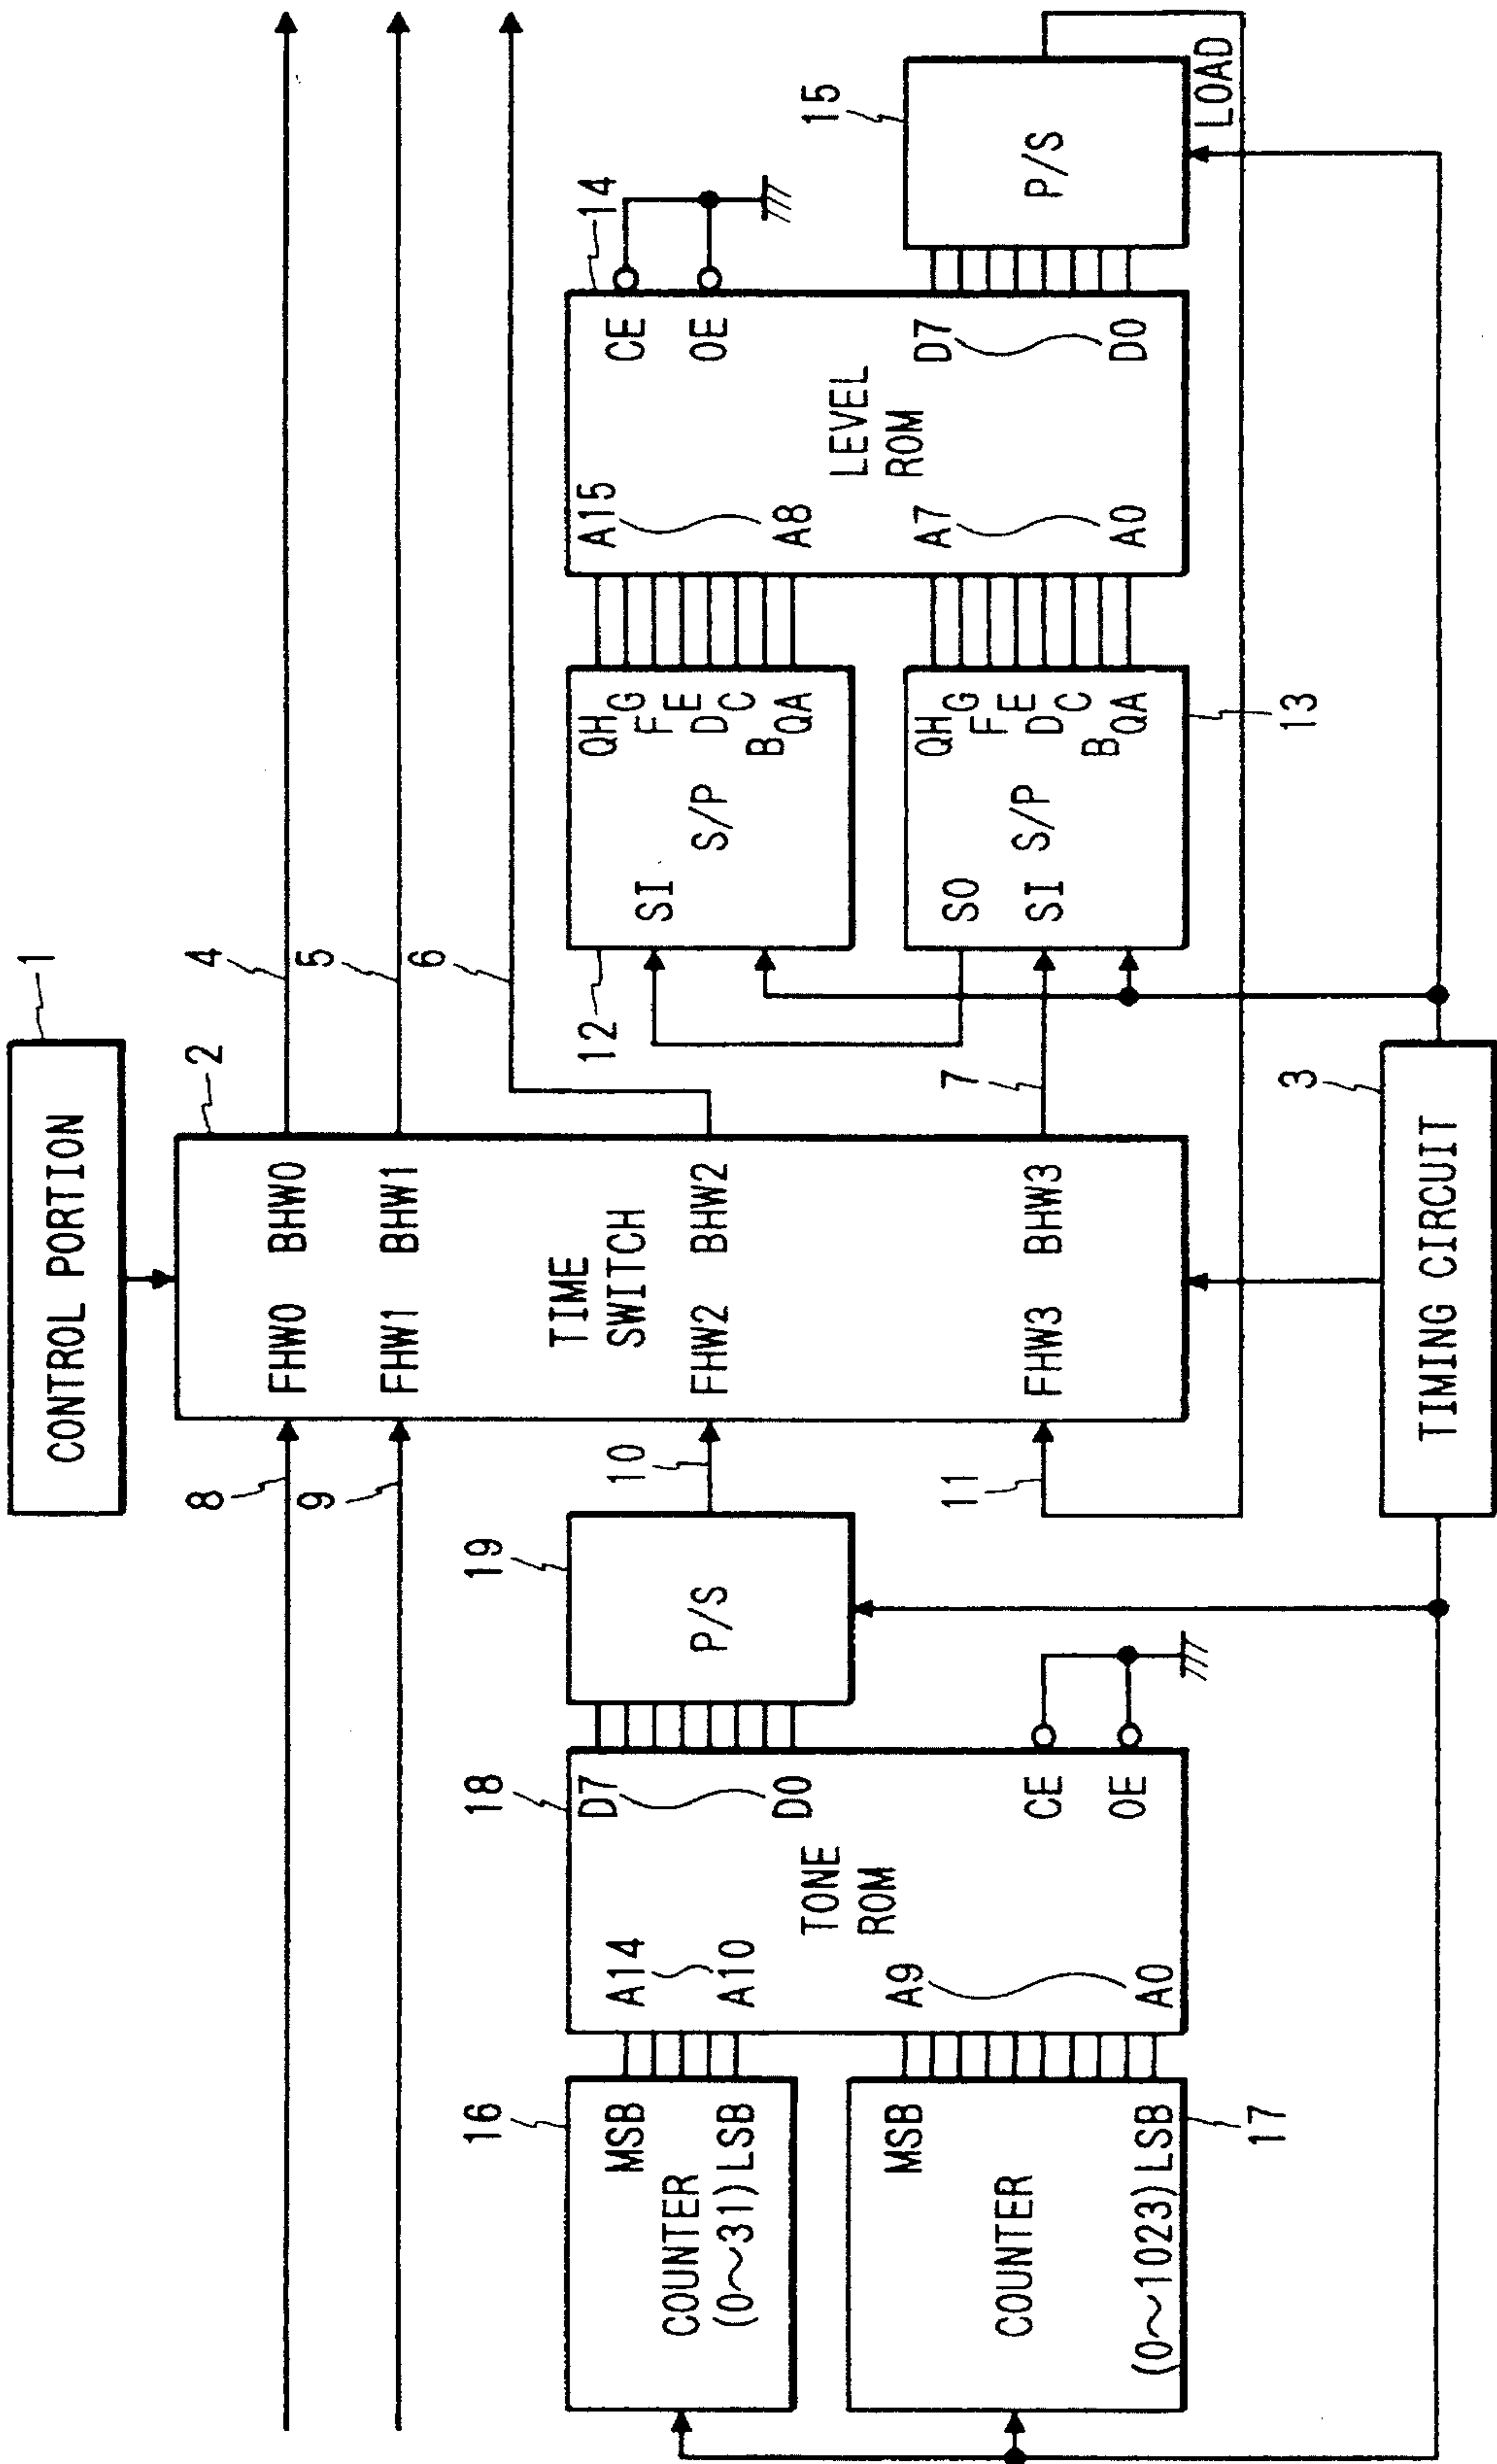 1
CONTROL PORTION
8
FHW0
BHW0
2
4
9
FHW1
BHW1
5
6
TIME
SWITCH
10
FHW2
BHW2
11
FHW3
BHW3
7
16
MSB
COUNTER
(0~31)
LSB
MSB
COUNTER
(0~1023)
LSB
17
18
A14
A10
A9
A0
TONE
ROM
D7
D0
CE
OE
19
P/S
12
SI
S/P
QH
G
F
E
D
C
B
QA
SO
SI
S/P
QH
G
F
E
D
C
B
QA
13
14
A15
A8
A7
A0
LEVEL
ROM
CE
OE
D7
D0
15
P/S
LOAD
3
TIMING CIRCUIT